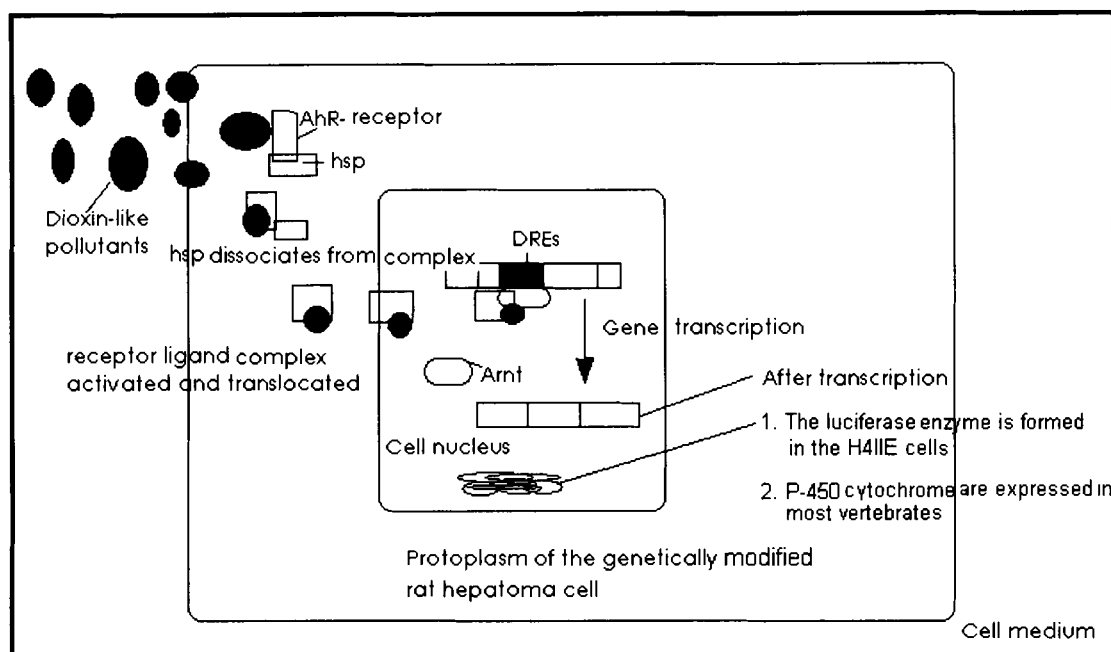 AhR- receptor
hsp
Dioxin-like
pollutants
DREs
hsp dissociates from complex
Gene transcription
receptor ligand complex
activated and translocated
Arnt
After transcription
1. The luciferase enzyme is formed
in the H4IIE cells
Cell nucleus
2. P-450 cytochrome are expressed in
most vertebrates
Protoplasm of the genetically modified
rat hepatoma cell
Cell medium